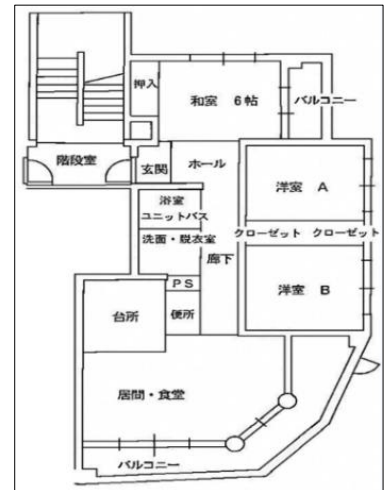 押入
和室 6帖
バルコニー
階段室
玄関
ホール
洋室 A
浴室
ユニットバス
クローゼット クローゼット
洗面・脱衣室
廊下
洋室 B
PS
台所
便所
居間・食堂
バルコニー